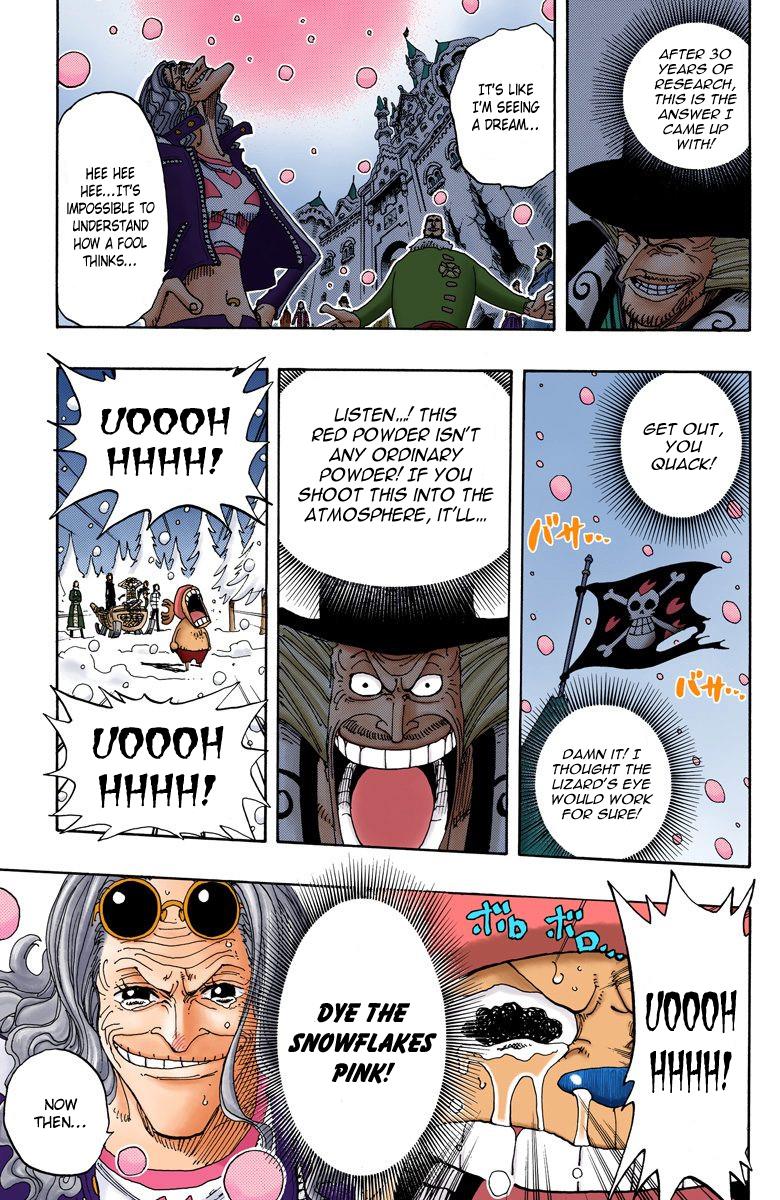 AFTER 30
YEARS OF
RESEARCH,
THIS IS THE
ANSWER I
CAME UP
WITH!
IT'S LIKE
I'M SEEING
A DREAM...
HEE HEE
HEE...IT'S
IMPOSSIBLE TO
UNDERSTAND
HOW A FOOL
THINKS...
GET OUT,
YOU
QUACK!
バサ...
バサ...
DAMN IT! I
THOUGHT THE
LIZARD'S EYE
WOULD WORK
FOR SURE!
LISTEN...! THIS
RED POWDER ISN'T
ANY ORDINARY
POWDER! IF YOU
SHOOT THIS INTO THE
ATMOSPHERE, IT'LL...
UOOOH
HHHH!
UOOOH
HHHH!
UOOOH
HHHH!
ボロ ボロ...
DYE THE
SNOWFLAKES
PINK!
NOW
THEN...